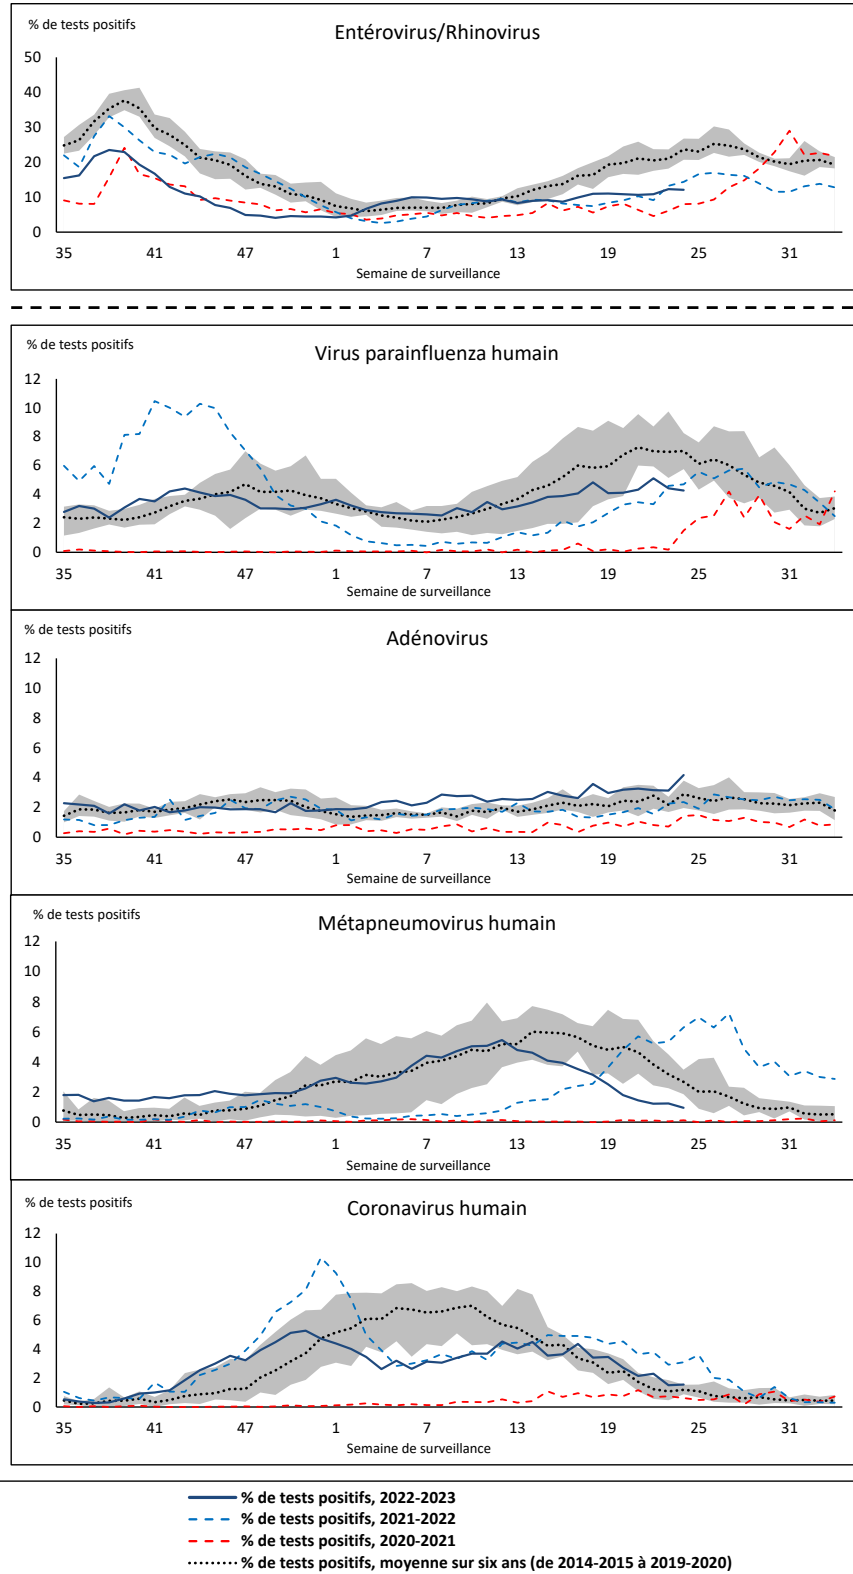 % de tests positifs
Entérovirus/Rhinovirus
50
40
30
20
10
0
35 41 47 1 7 13 19 25 31
Semaine de surveillance
% de tests positifs
Virus parainfluenza humain
12
10
8
6
4
2
0
35 41 47 1 7 13 19 25 31
Semaine de surveillance
% de tests positifs
Adénovirus
12
10
8
6
4
2
0
35 41 47 1 7 13 19 25 31
Semaine de surveillance
% de tests positifs
Métapneumovirus humain
12
10
8
6
4
2
0
35 41 47 1 7 13 19 25 31
Semaine de surveillance
% de tests positifs
Coronavirus humain
12
10
8
6
4
2
0
35 41 47 1 7 13 19 25 31
Semaine de surveillance
% de tests positifs, 2022-2023
% de tests positifs, 2021-2022
% de tests positifs, 2020-2021
% de tests positifs, moyenne sur six ans (de 2014-2015 à 2019-2020)